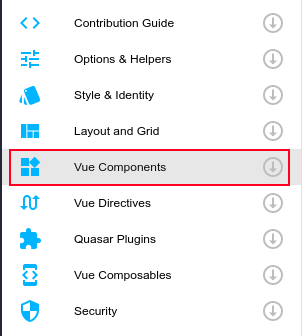 Contribution Guide
Options & Helpers
Style & Identity
Layout and Grid
Vue Components
Vue Directives
Quasar Plugins
Vue Composables
Security